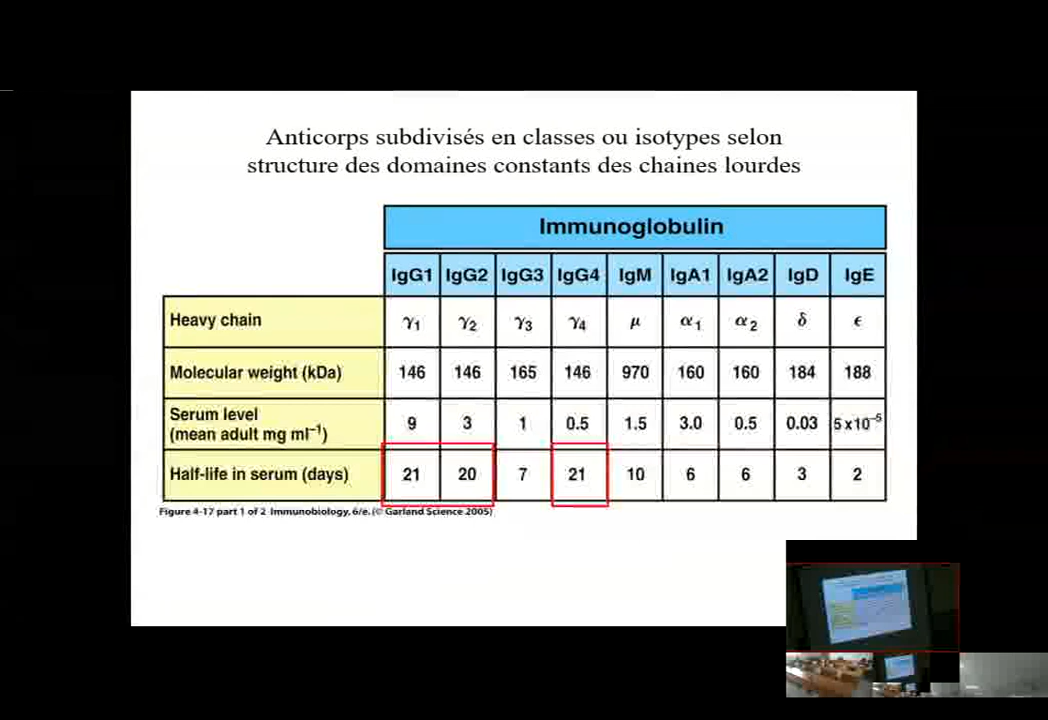 Anticorps subdivisés en classes ou isotypes selon
structure des domaines constants des chaines lourdes
Immunoglobulin
IgG1 IgG2 IgG3 IgG4 IgM IgA1 IgA2 IgD IgE
Heavy chain γ1 γ2 γ3 γ4 μ α1 α2 δ ϵ
Molecular weight (kDa) 146 146 165 146 970 160 160 184 188
Serum level
(mean adult mg ml⁻¹) 9 3 1 0.5 1.5 3.0 0.5 0.03 5 x10⁻⁵
Half-life in serum (days) 21 20 7 21 10 6 6 3 2
Figure 4-17 part 1 of 2 Immunobiology, 6/e. (© Garland Science 2005)